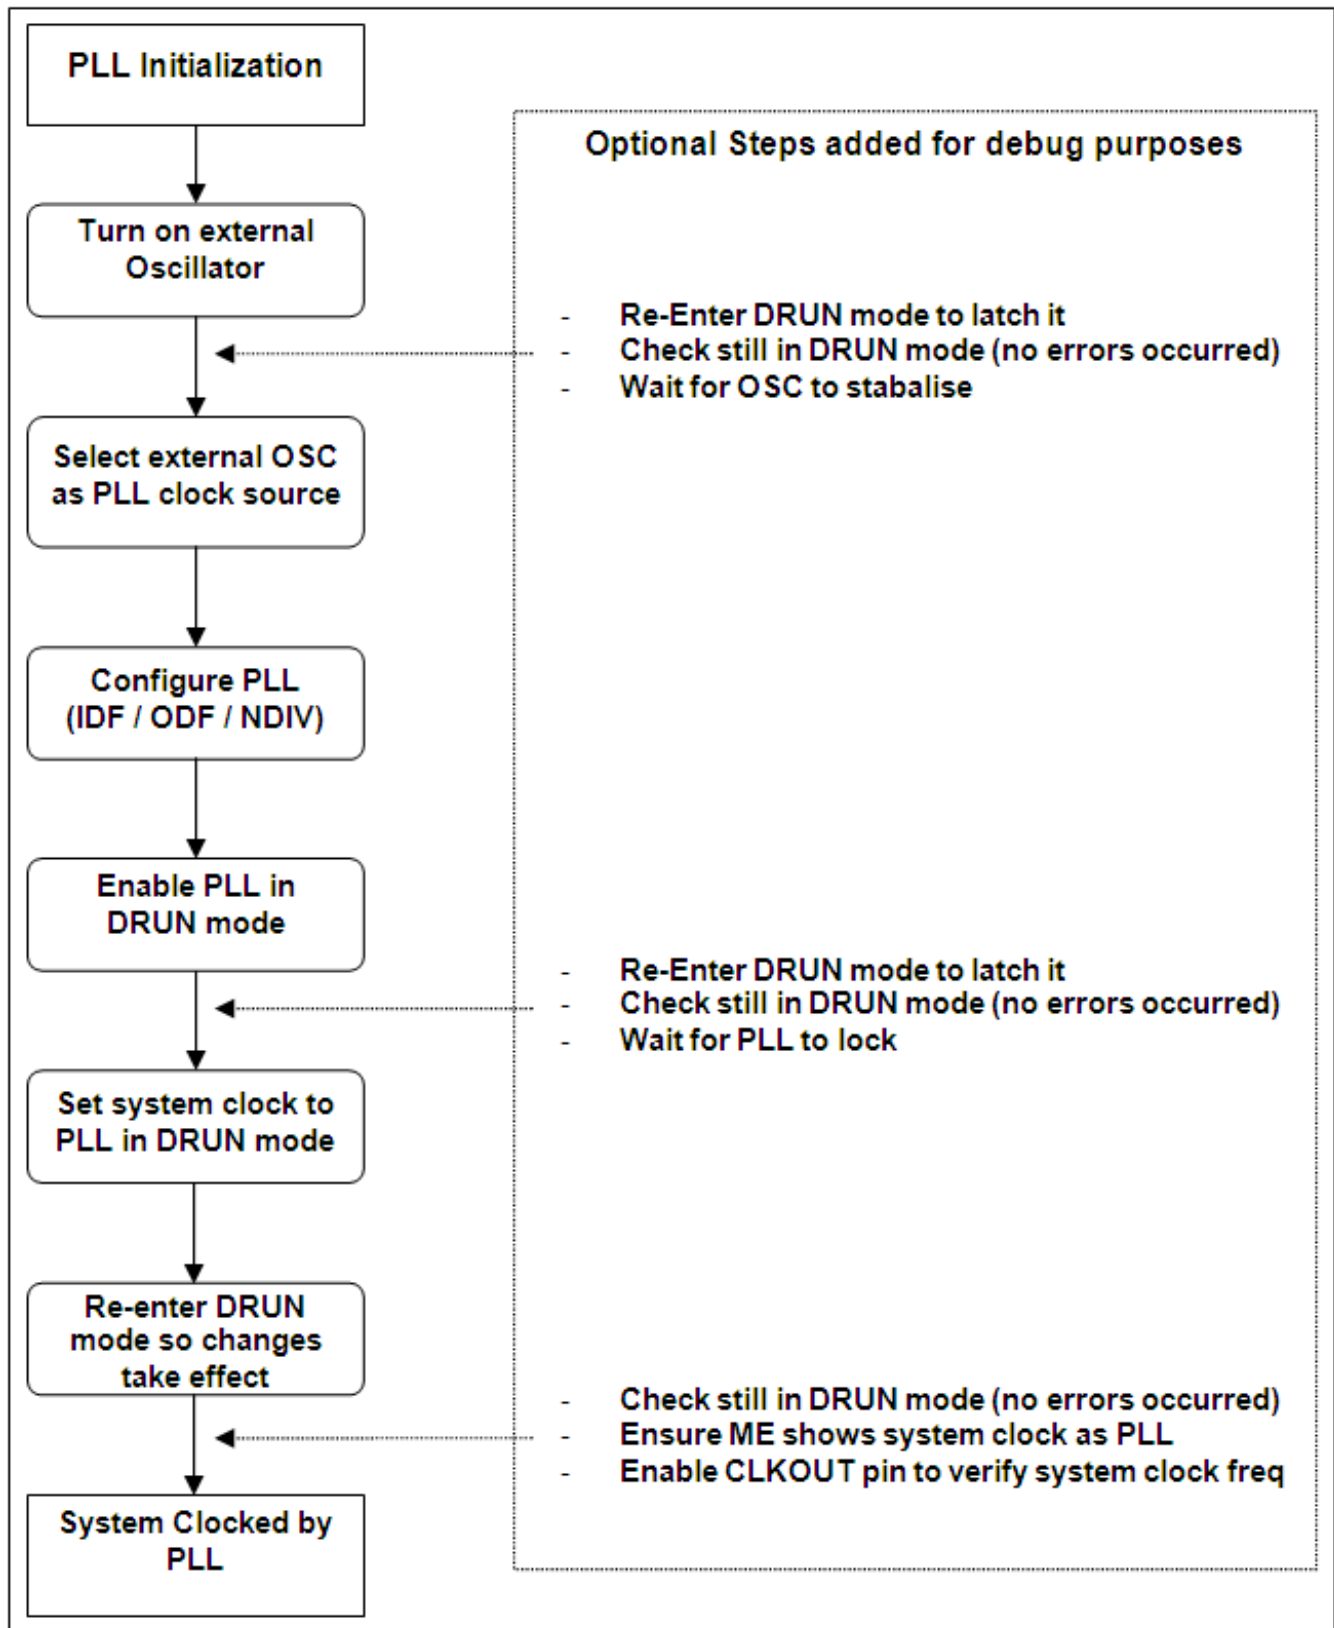 PLL Initialization
Optional Steps added for debug purposes
Turn on external
Oscillator
- Re-Enter DRUN mode to latch it
- Check still in DRUN mode (no errors occurred)
- Wait for OSC to stabalise
Select external OSC
as PLL clock source
Configure PLL
(IDF / ODF / NDIV)
Enable PLL in
DRUN mode
- Re-Enter DRUN mode to latch it
- Check still in DRUN mode (no errors occurred)
- Wait for PLL to lock
Set system clock to
PLL in DRUN mode
Re-enter DRUN
mode so changes
take effect
- Check still in DRUN mode (no errors occurred)
- Ensure ME shows system clock as PLL
- Enable CLKOUT pin to verify system clock freq
System Clocked by
PLL